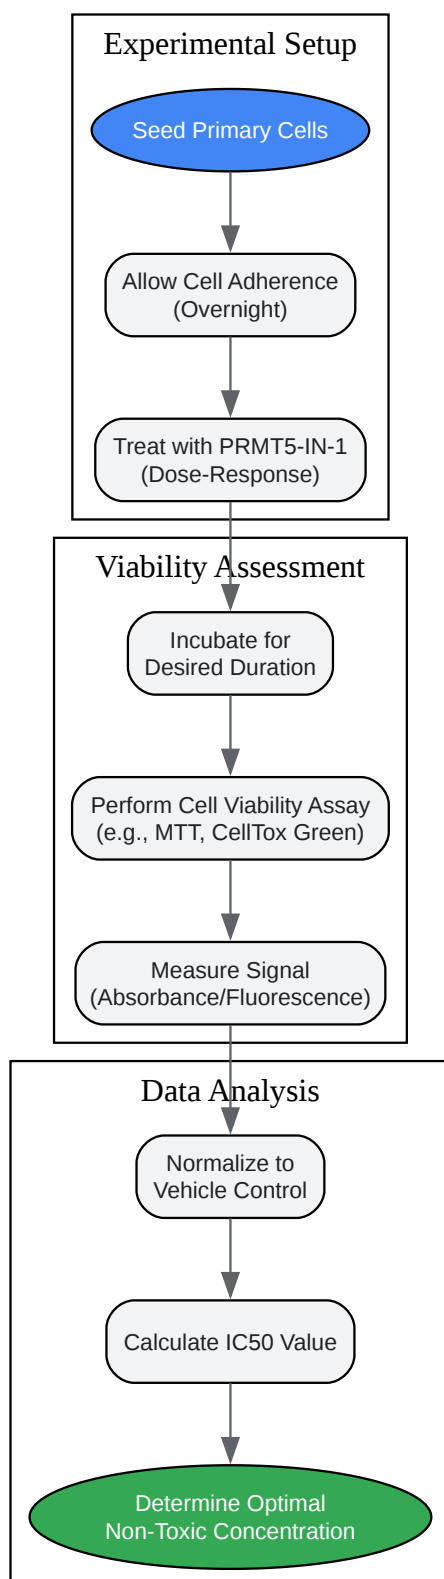 Experimental Setup
Seed Primary Cells
Allow Cell Adherence
(Overnight)
Treat with PRMT5-IN-1
(Dose-Response)
Viability Assessment
Incubate for
Desired Duration
Perform Cell Viability Assay
(e.g., MTT, CellTox Green)
Measure Signal
(Absorbance/Fluorescence)
Data Analysis
Normalize to
Vehicle Control
Calculate IC50 Value
Determine Optimal
Non-Toxic Concentration